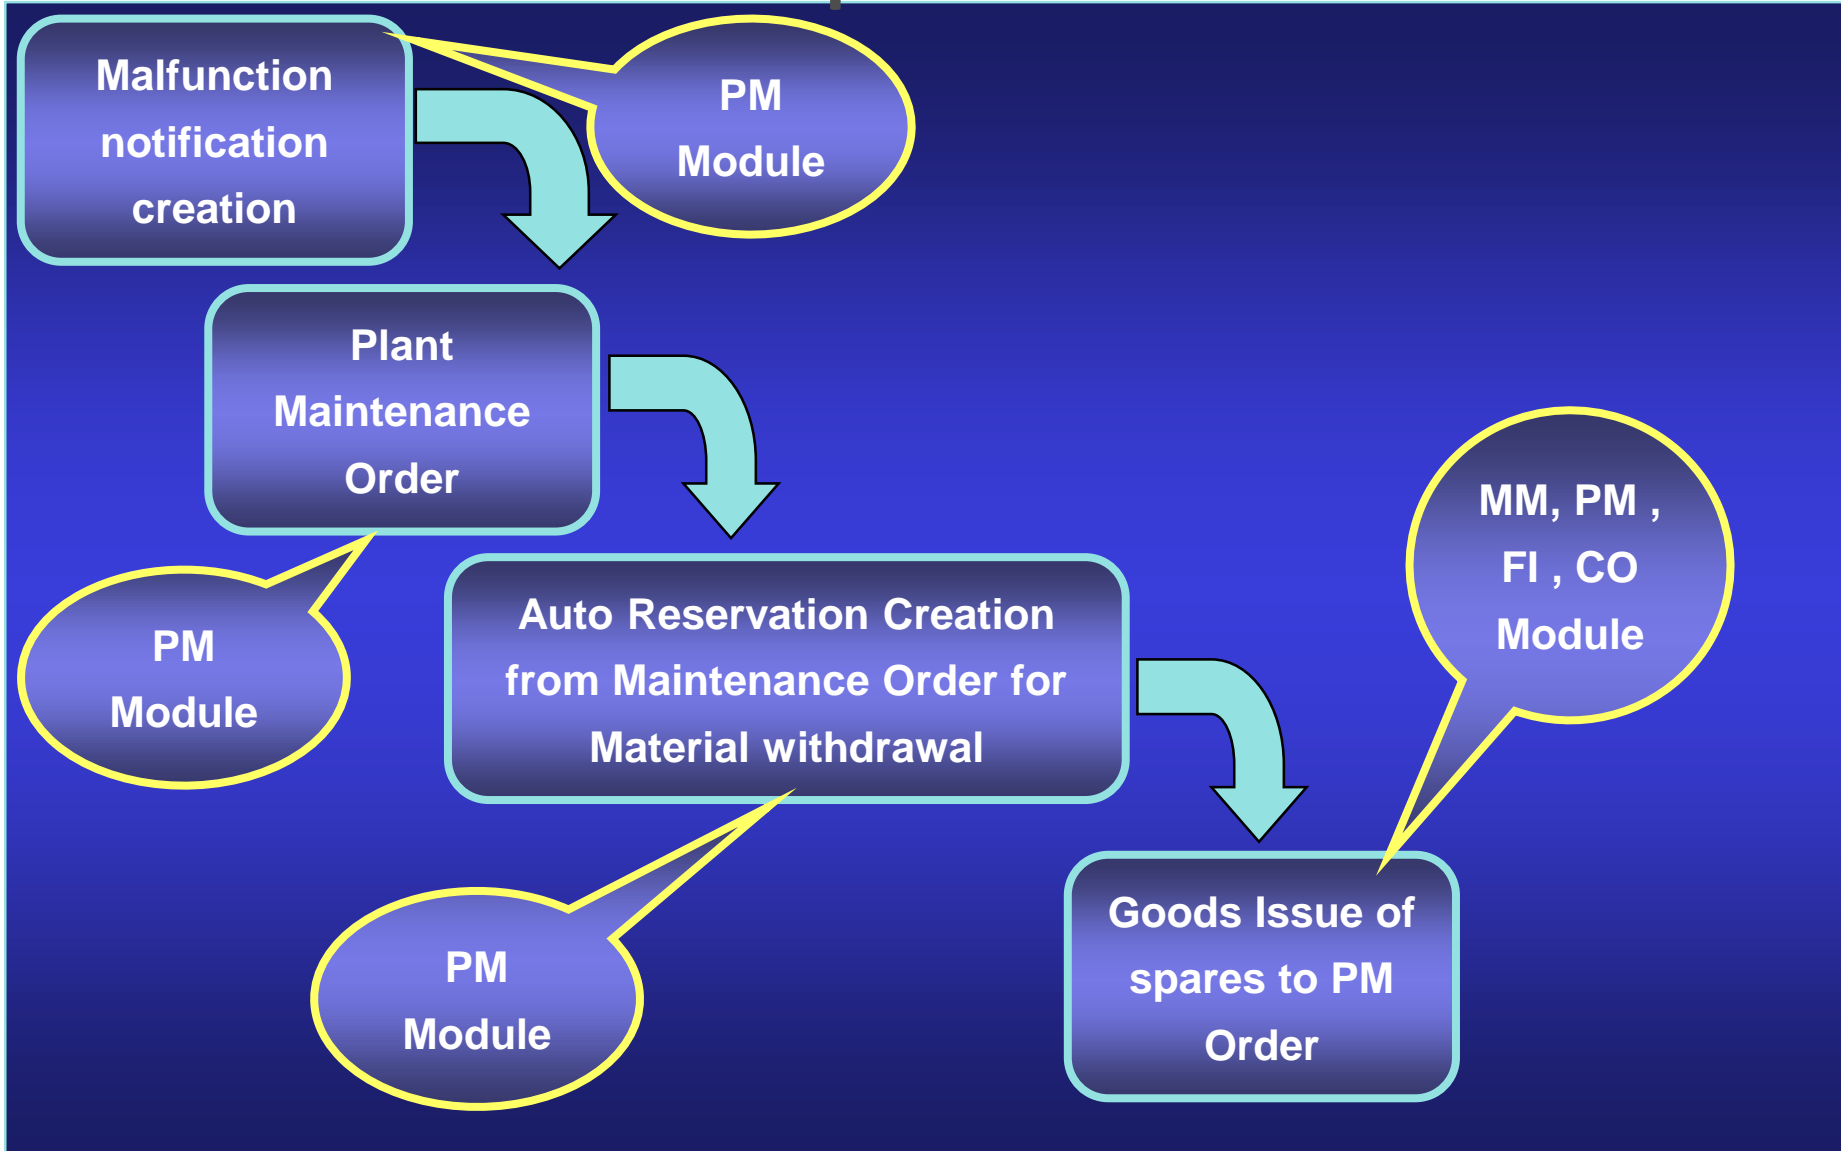 Malfunction
notification
creation
PM
Module
Plant
Maintenance
Order
MM, PM ,
FI , CO
Module
PM
Module
Auto Reservation Creation
from Maintenance Order for
Material withdrawal
PM
Module
Goods Issue of
spares to PM
Order